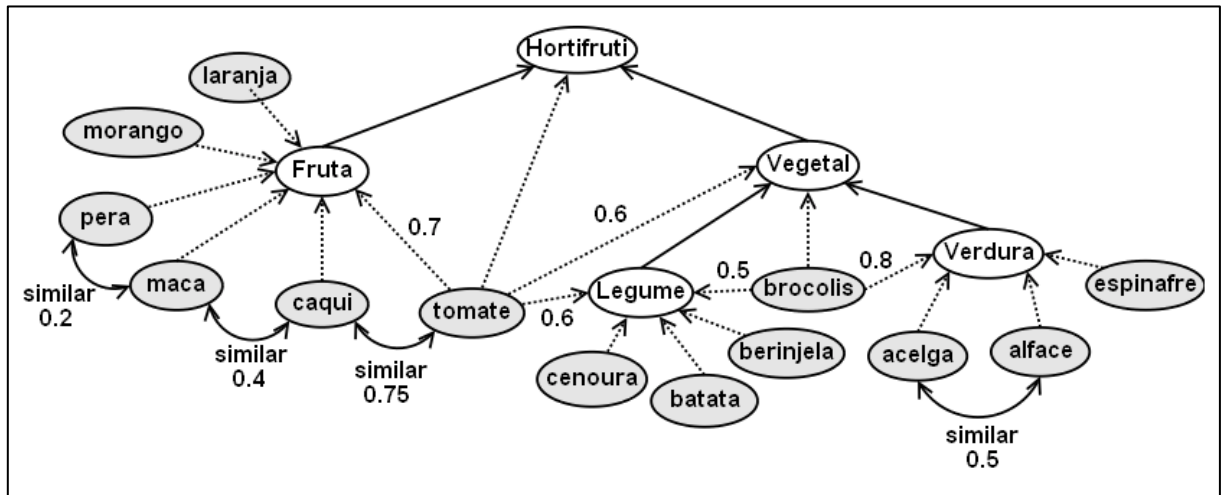 Hortifruti
laranja
morango
Fruta
Vegetal
pera
0.7
0.6
Verdura
similar
0.2
maca
caqui
tomate
0.6
Legume
0.5
brocolis
0.8
espinafre
similar
0.4
similar
0.75
cenoura
batata
berinjela
acelga
alface
similar
0.5